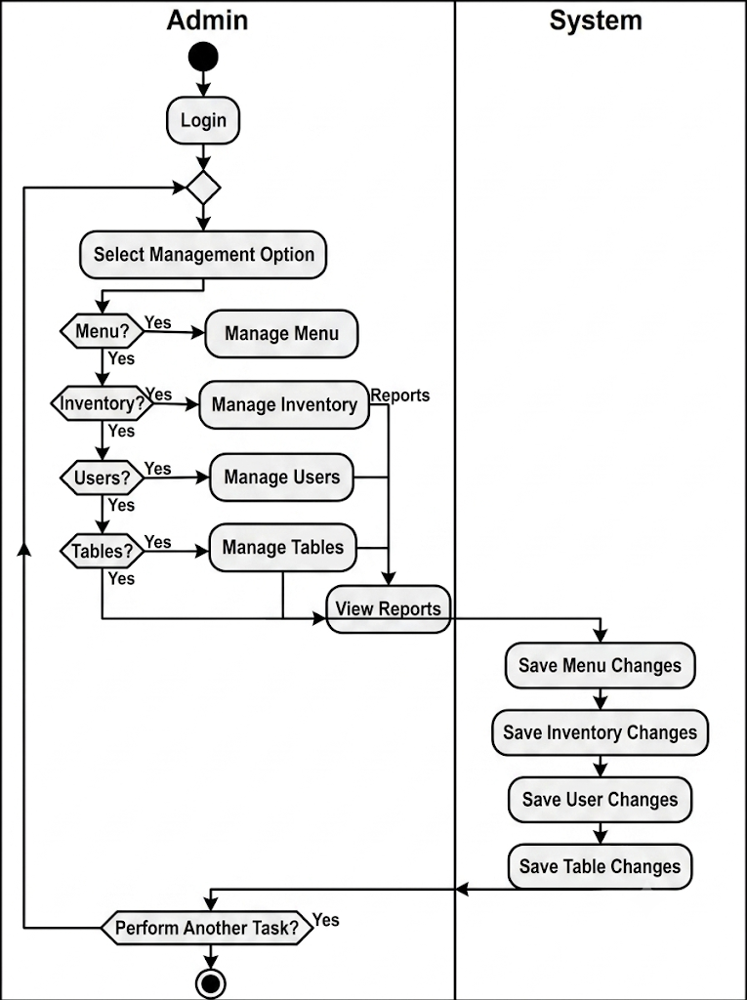 Admin
System
Login
Select Management Option
Menu?
Yes
Manage Menu
Yes
Inventory?
Yes
Manage Inventory
Reports
Yes
Users?
Yes
Manage Users
Yes
Tables?
Yes
Manage Tables
Yes
View Reports
Save Menu Changes
Save Inventory Changes
Save User Changes
Save Table Changes
Perform Another Task?
Yes